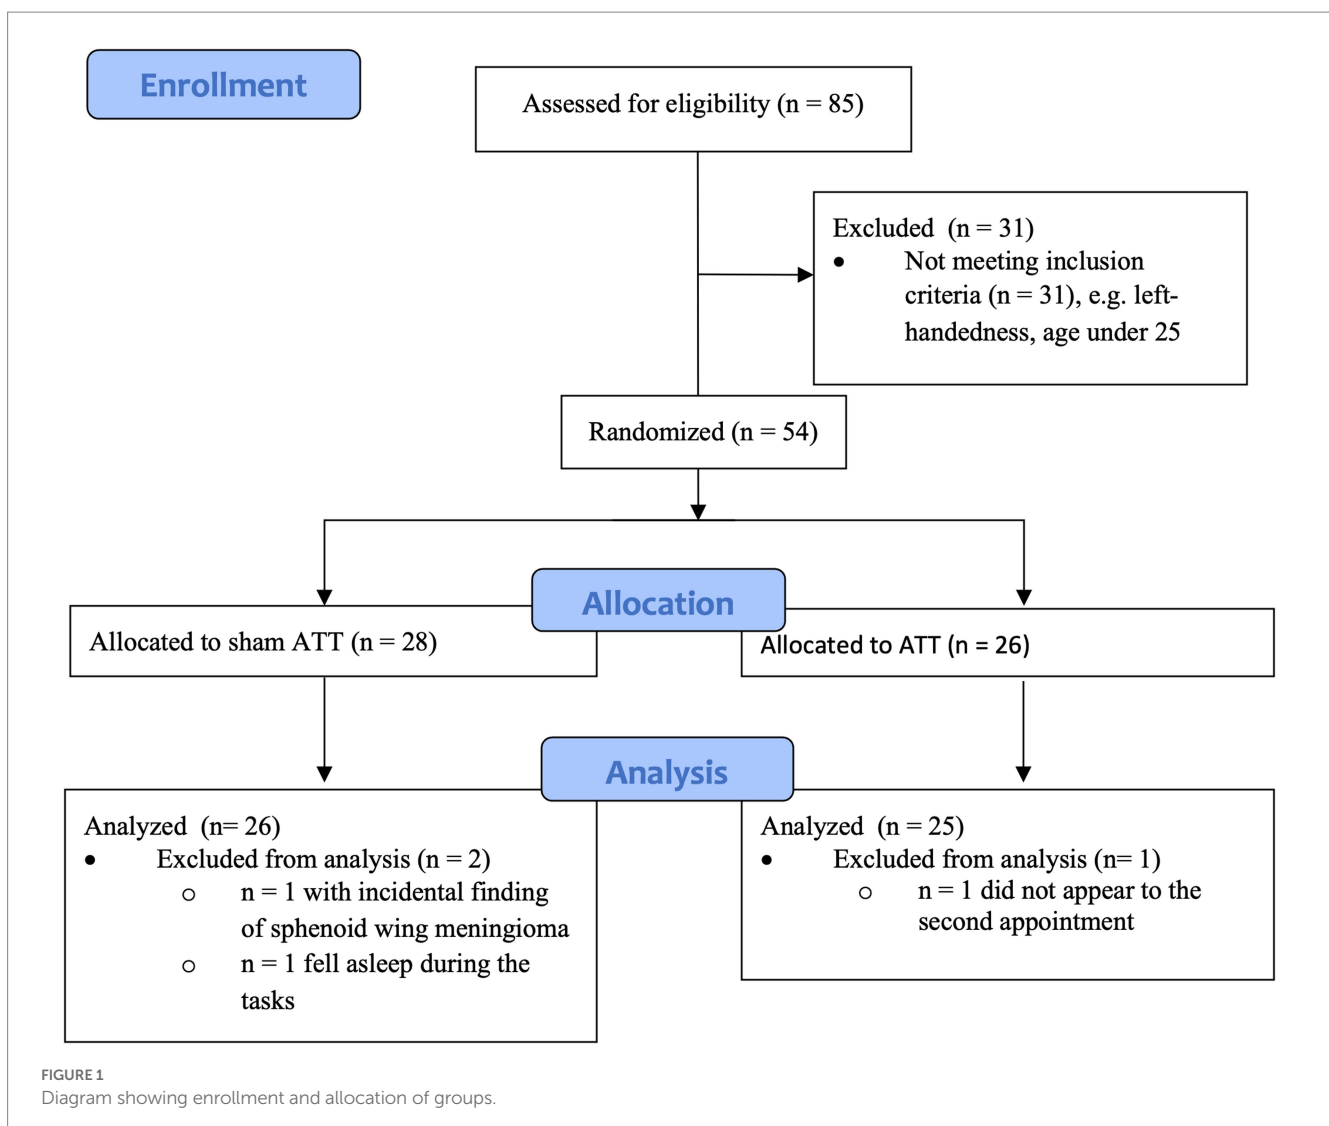 Enrollment
Assessed for eligibility (n = 85)
Excluded  (n = 31)
• Not meeting inclusion
criteria (n = 31), e.g. left-
handedness, age under 25
Randomized (n = 54)
Allocation
Allocated to sham ATT (n = 28)
Allocated to ATT (n = 26)
Analysis
Analyzed  (n= 26)
• Excluded from analysis (n = 2)
o n = 1 with incidental finding
of sphenoid wing meningioma
o n = 1 fell asleep during the
tasks
Analyzed  (n = 25)
• Excluded from analysis (n= 1)
o n = 1 did not appear to the
second appointment
FIGURE 1
Diagram showing enrollment and allocation of groups.